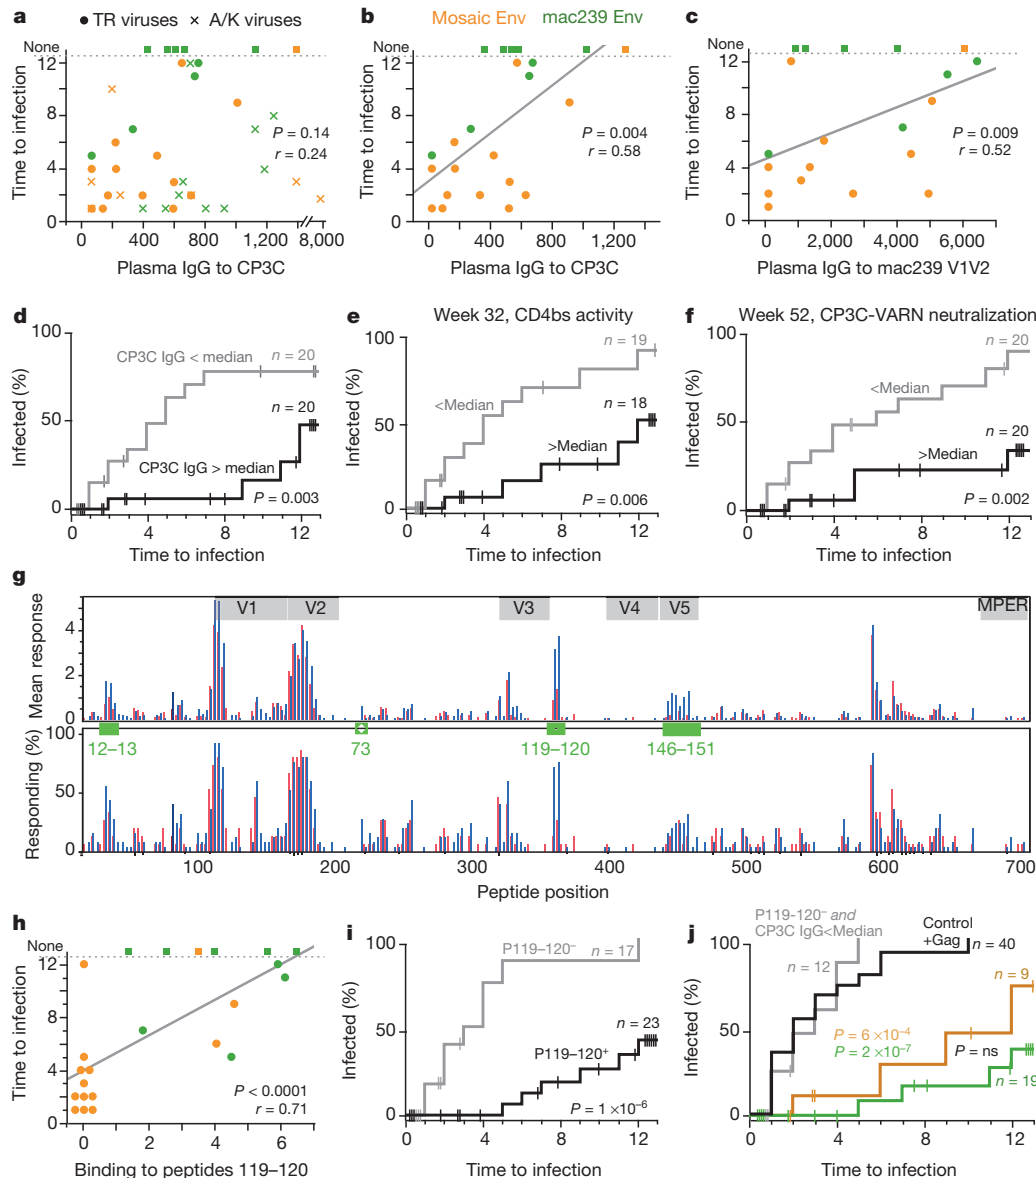 a
● TR viruses × A/K viruses
Time to infection
None
12
8
4
0
P = 0.14
r = 0.24
0 400 800 1,200 8,000
Plasma IgG to CP3C
b
Mosaic Env mac239 Env
Time to infection
None
12
8
4
0
P = 0.004
r = 0.58
0 400 800 1,200
Plasma IgG to CP3C
c
Time to infection
None
12
8
4
0
P = 0.009
r = 0.52
0 2,000 4,000 6,000
Plasma IgG to mac239 V1V2
d
Infected (%)
100
50
0
CP3C IgG < median
n = 20
n = 20
CP3C IgG > median
P = 0.003
4 8 12
Time to infection
e
Week 32, CD4bs activity
Infected (%)
100
50
0
n = 19
<Median
n = 18
>Median
P = 0.006
4 8 12
Time to infection
f
Week 52, CP3C-VARN neutralization
Infected (%)
100
50
0
n = 20
<Median
n = 20
>Median
P = 0.002
4 8 12
Time to infection
g
V1 V2 V3 V4 V5 MPER
Mean response
4
2
0
Responding (%)
100
50
0
12–13 73 119–120 146–151
100 200 300 400 500 600 700
Peptide position
h
Time to infection
None
12
8
4
0
P < 0.0001
r = 0.71
0 2 4 6
Binding to peptides 119–120
i
Infected (%)
100
50
0
P119–120⁻
n = 17
n = 23
P119–120⁺
P = 1 ×10⁻⁶
0 4 8 12
Time to infection
j
P119-120⁻ and
CP3C IgG<Median
Control
+Gag
n = 40
n = 12
n = 9
Infected (%)
100
50
0
P = 6 ×10⁻⁴
P = 2 ×10⁻⁷
P = ns
n = 19
0 4 8 12
Time to infection